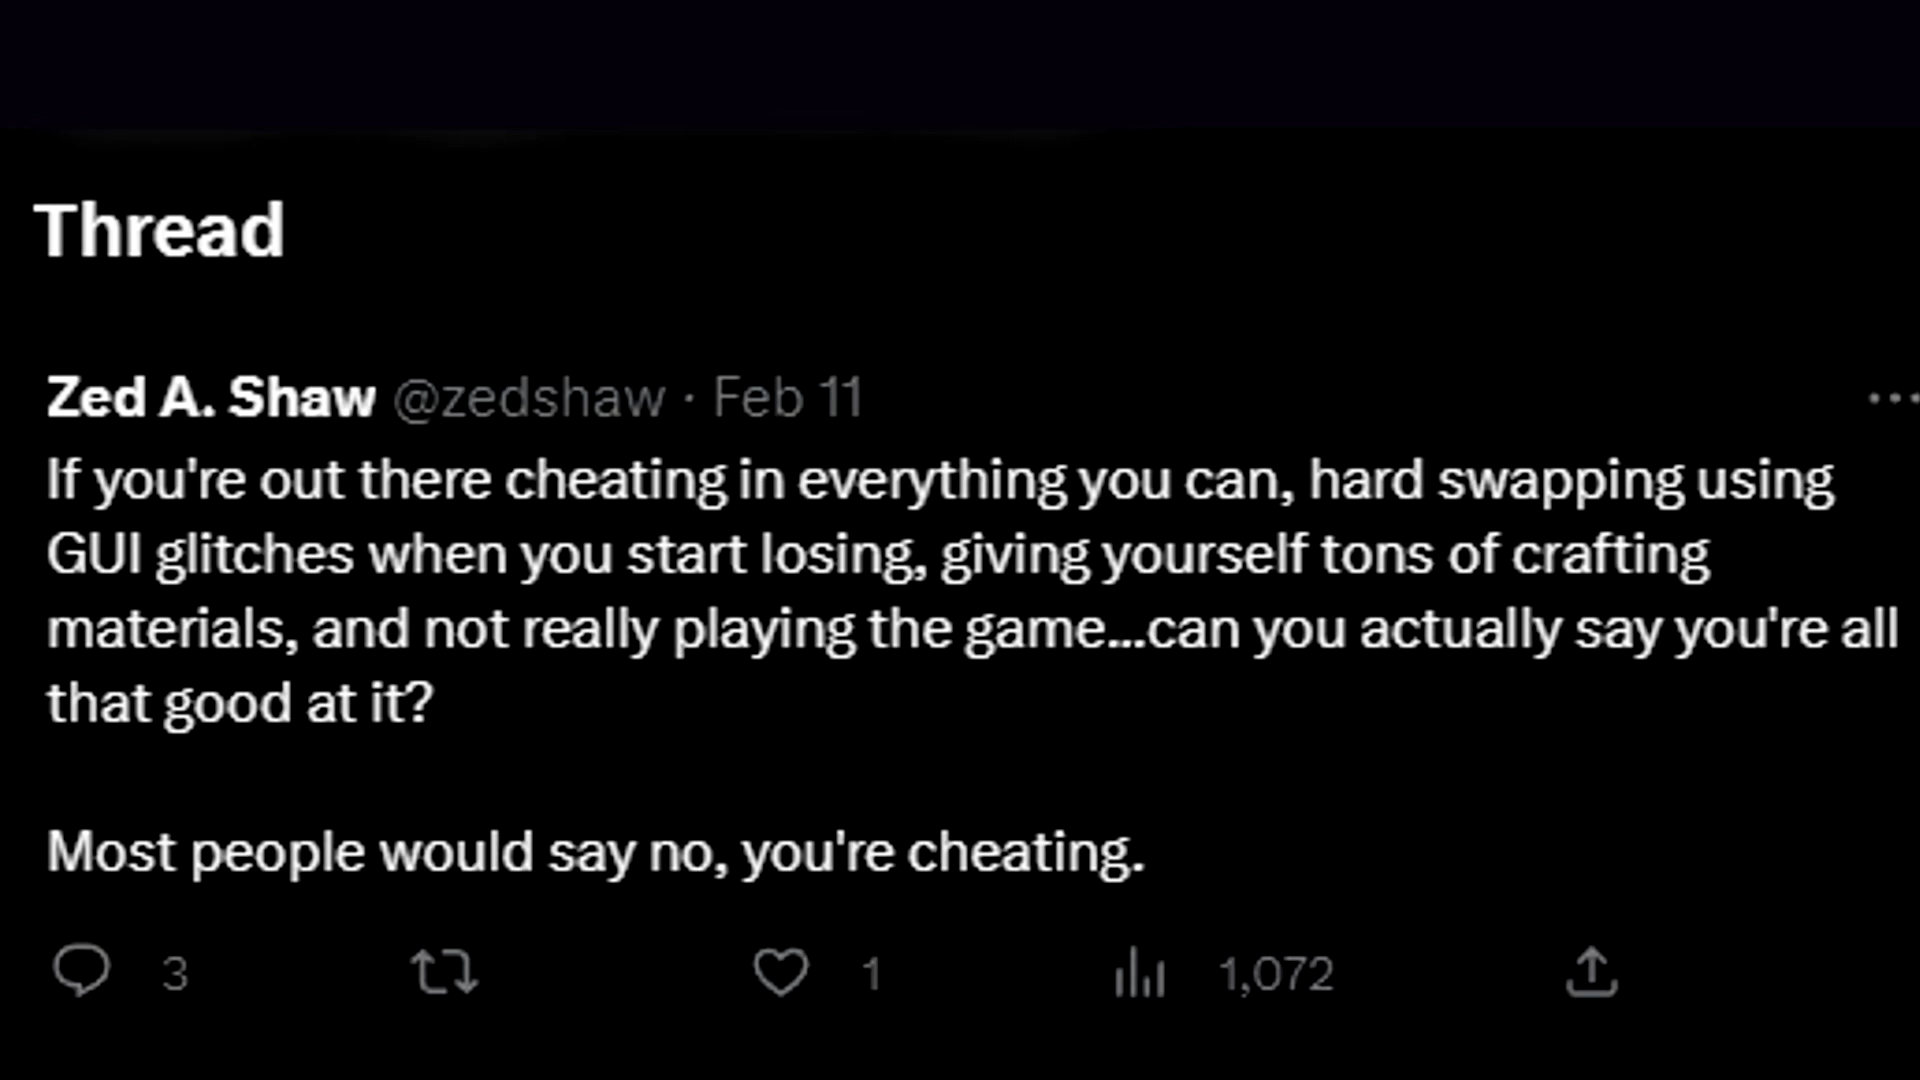 Thread
Zed A. Shaw @zedshaw · Feb 11
If you're out there cheating in everything you can, hard swapping using
GUI glitches when you start losing, giving yourself tons of crafting
materials, and not really playing the game...can you actually say you're all
that good at it?
Most people would say no, you're cheating.
3 1 1,072